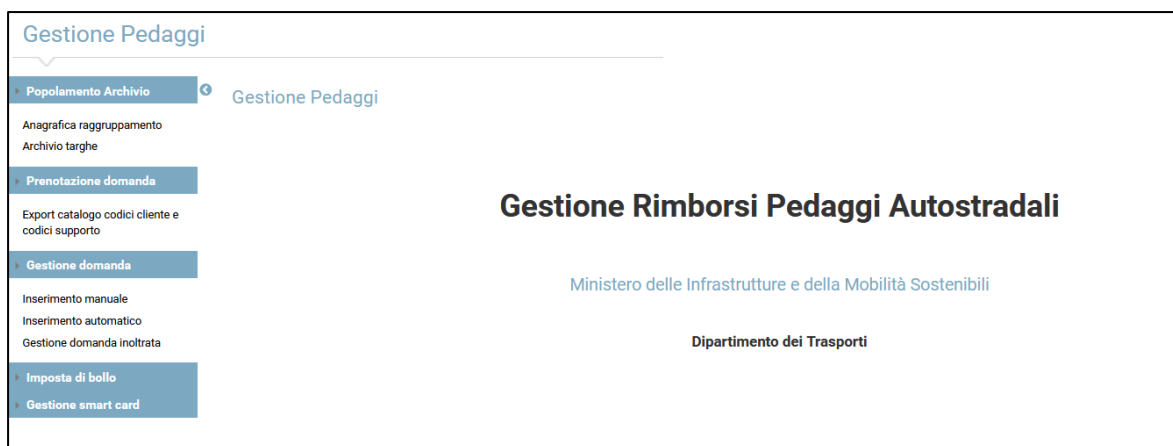 Gestione Pedaggi
Popolamento Archivio
Anagrafica raggruppamento
Archivio targhe
Prenotazione domanda
Export catalogo codici cliente e
codici supporto
Gestione domanda
Inserimento manuale
Inserimento automatico
Gestione domanda inoltrata
Imposta di bollo
Gestione smart card
Gestione Pedaggi
Gestione Rimborsi Pedaggi Autostradali
Ministero delle Infrastrutture e della Mobilità Sostenibili
Dipartimento dei Trasporti